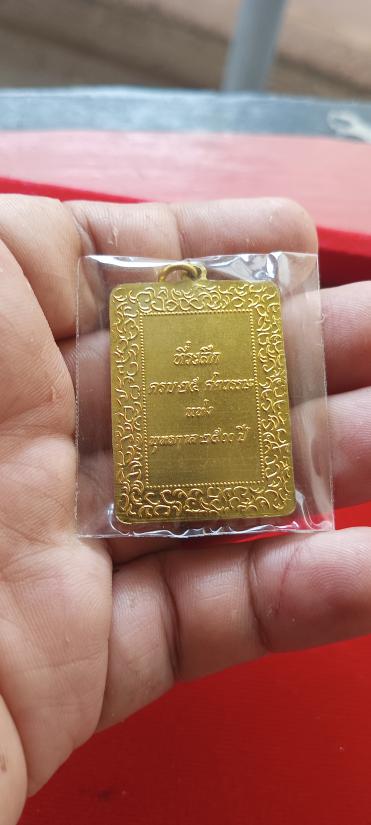 ที่ระลึก
ครบ ๒๕ ศัตวรรษ
แห่ง
พุทธกาล ๒๕๐๐ ปี